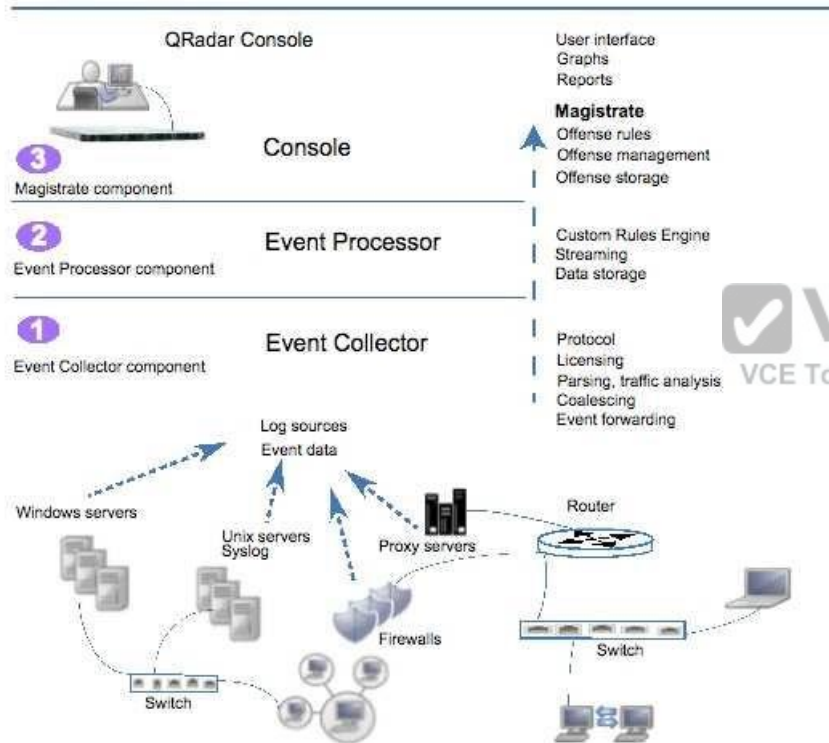 QRadar Console
User interface
Graphs
Reports
Magistrate
Console
Offense rules
Offense management
Offense storage
3
Magistrate component
2
Event Processor
Event Processor component
Custom Rules Engine
Streaming
Data storage
1
Event Collector
Event Collector component
Protocol
Licensing
Parsing, traffic analysis
Coalescing
Event forwarding
V
VCE To
Log sources
Event data
Windows servers
Unix servers
Syslog
Proxy servers
Router
Firewalls
Switch
Switch